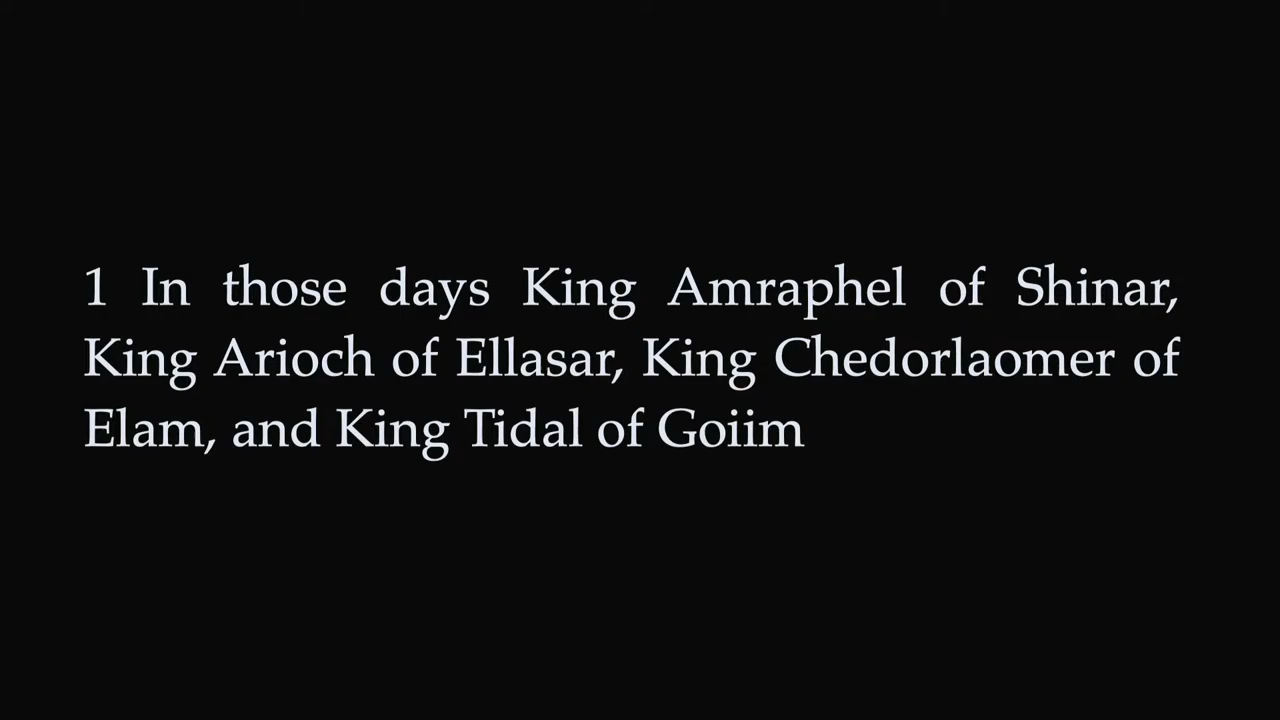 1 In those days King Amraphel of Shinar,
King Arioch of Ellasar, King Chedorlaomer of
Elam, and King Tidal of Goiim